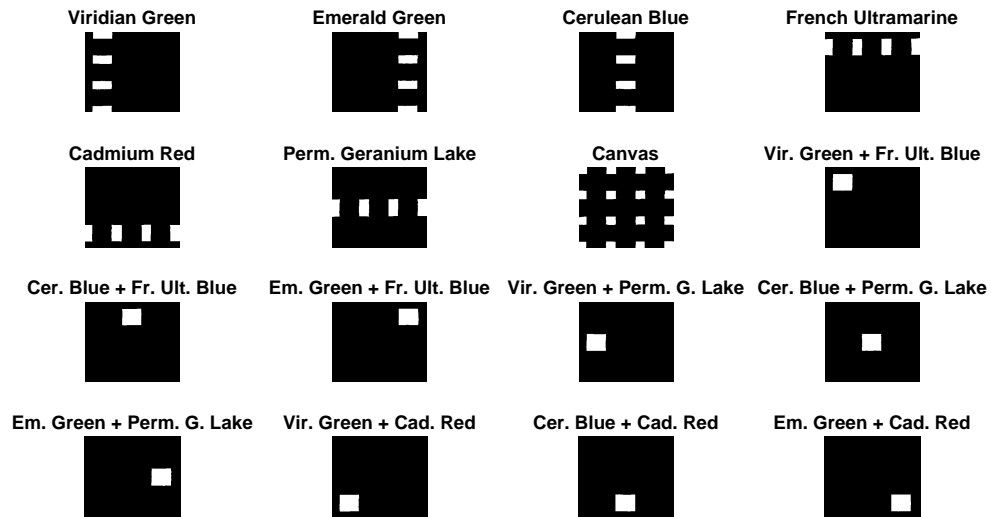 Viridian Green
Emerald Green
Cerulean Blue
French Ultramarine
Cadmium Red
Perm. Geranium Lake
Canvas
Vir. Green + Fr. Ult. Blue
Cer. Blue + Fr. Ult. Blue
Em. Green + Fr. Ult. Blue
Vir. Green + Perm. G. Lake
Cer. Blue + Perm. G. Lake
Em. Green + Perm. G. Lake
Vir. Green + Cad. Red
Cer. Blue + Cad. Red
Em. Green + Cad. Red